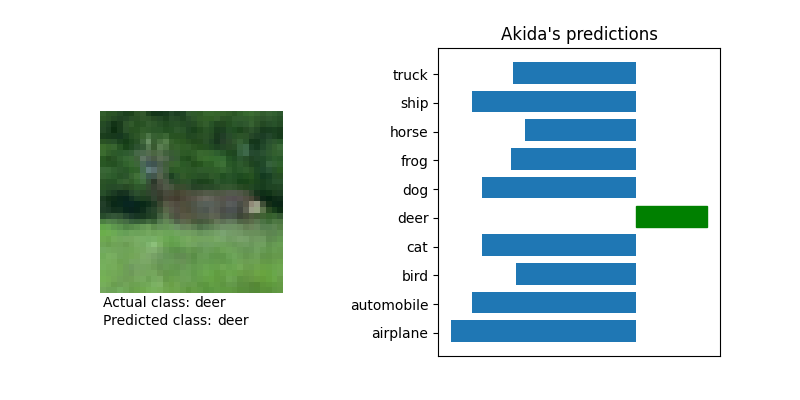 Akida's predictions
truck
ship
horse
frog
dog
deer
cat
bird
automobile
airplane
Actual class: deer
Predicted class: deer